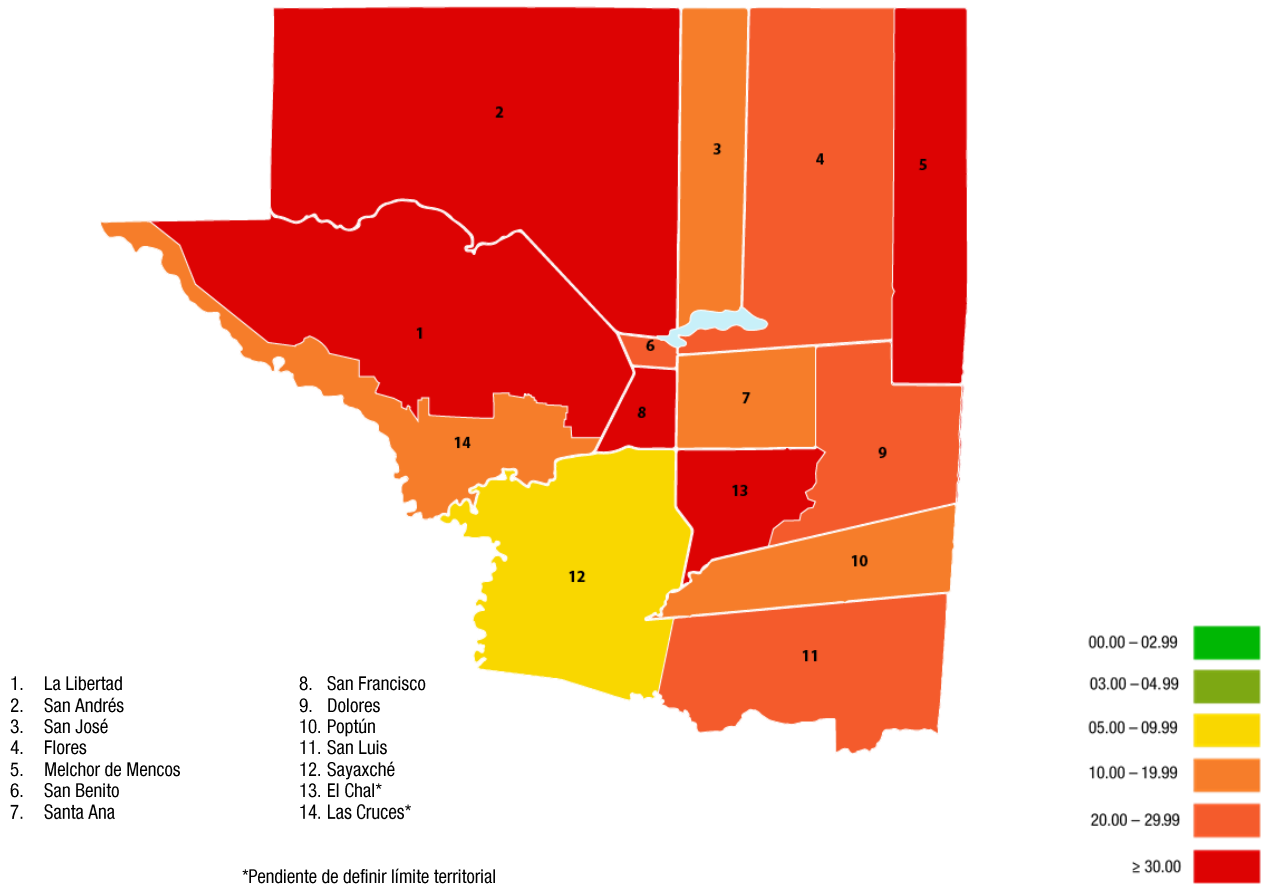 2
3
4
5
1
6
7
8
14
9
13
10
12
11
00.00 – 02.99
03.00 – 04.99
05.00 – 09.99
10.00 – 19.99
20.00 – 29.99
≥ 30.00
1. La Libertad
2. San Andrés
3. San José
4. Flores
5. Melchor de Mencos
6. San Benito
7. Santa Ana
8. San Francisco
9. Dolores
10. Poptún
11. San Luis
12. Sayaxché
13. El Chal*
14. Las Cruces*
*Pendiente de definir límite territorial